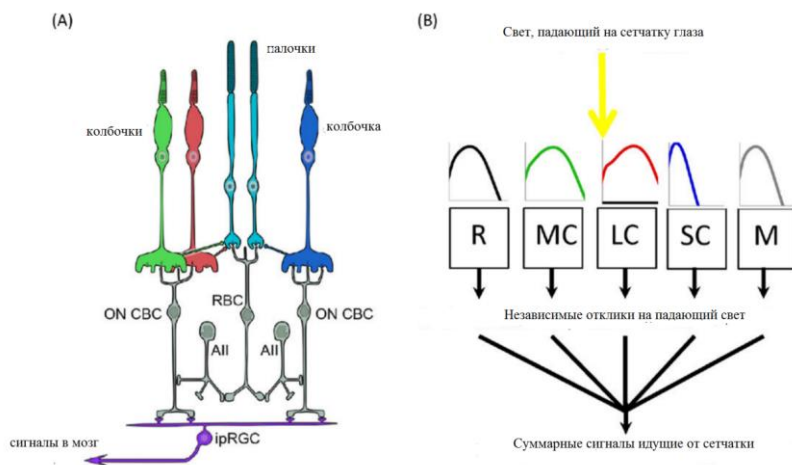 (A)
палочки
колбочки
колбочка
ON CBC
RBC
ON CBC
AII
AII
ipRGC
сигналы в мозг
(B)
Свет, падающий на сетчатку глаза
R
MC
LC
SC
M
Независимые отклики на падающий свет
Суммарные сигналы идущие от сетчатки